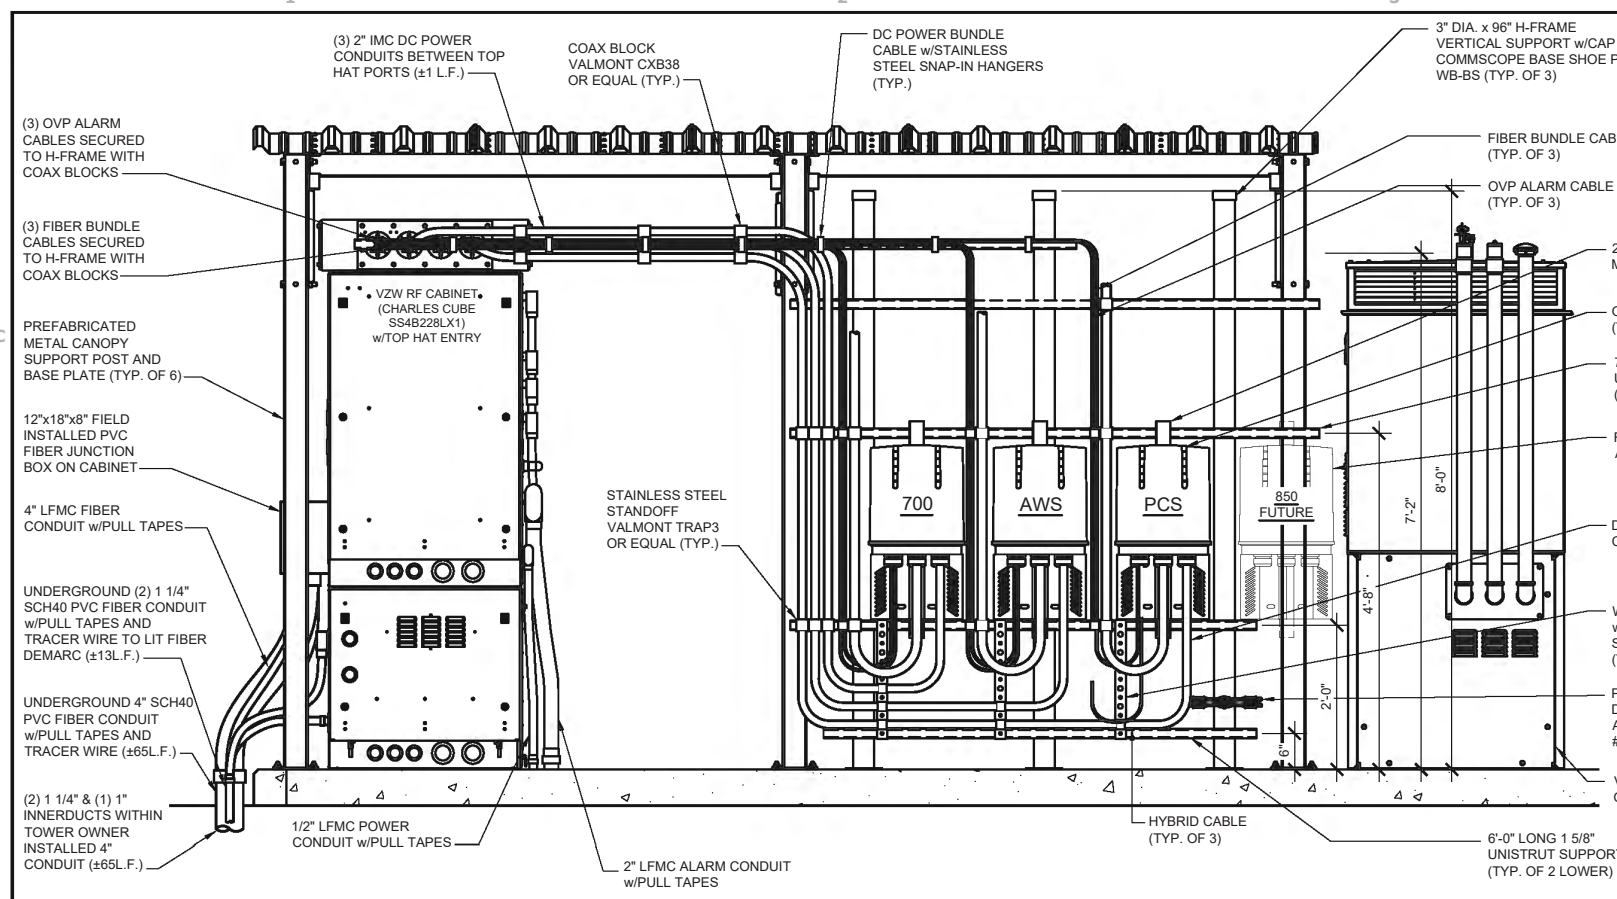 (3) 2" IMC DC POWER
CONDUITS BETWEEN TOP
HAT PORTS (±1 L.F.)
COAX BLOCK
VALMONT CXB38
OR EQUAL (TYP.)
DC POWER BUNDLE
CABLE w/STAINLESS
STEEL SNAP-IN HANGERS
(TYP.)
3" DIA. x 96" H-FRAME
VERTICAL SUPPORT w/CAP
COMMSCOPE BASE SHOE P
WB-BS (TYP. OF 3)
(3) OVP ALARM
CABLES SECURED
TO H-FRAME WITH
COAX BLOCKS
FIBER BUNDLE CAB
(TYP. OF 3)
OVP ALARM CABLE
(TYP. OF 3)
(3) FIBER BUNDLE
CABLES SECURED
TO H-FRAME WITH
COAX BLOCKS
VZW RF CABINET
(CHARLES CUBE
SS4B228LX1)
w/TOP HAT ENTRY
PREFABRICATED
METAL CANOPY
SUPPORT POST AND
BASE PLATE (TYP. OF 6)
12"x18"x8" FIELD
INSTALLED PVC
FIBER JUNCTION
BOX ON CABINET
4" LFMC FIBER
CONDUIT w/PULL TAPES
STAINLESS STEEL
STANDOFF
VALMONT TRAP3
OR EQUAL (TYP.)
700
AWS
PCS
850
FUTURE
7'-2"
8'-0"
4'-8"
2'-0"
6"
UNDERGROUND (2) 1 1/4"
SCH40 PVC FIBER CONDUIT
w/PULL TAPES AND
TRACER WIRE TO LIT FIBER
DEMARC (±13L.F.)
UNDERGROUND 4" SCH40
PVC FIBER CONDUIT
w/PULL TAPES AND
TRACER WIRE (±65L.F.)
(2) 1 1/4" & (1) 1"
INNERDUCTS WITHIN
TOWER OWNER
INSTALLED 4"
CONDUIT (±65L.F.)
1/2" LFMC POWER
CONDUIT w/PULL TAPES
2" LFMC ALARM CONDUIT
w/PULL TAPES
HYBRID CABLE
(TYP. OF 3)
6'-0" LONG 1 5/8"
UNISTRUT SUPPORT
(TYP. OF 2 LOWER)